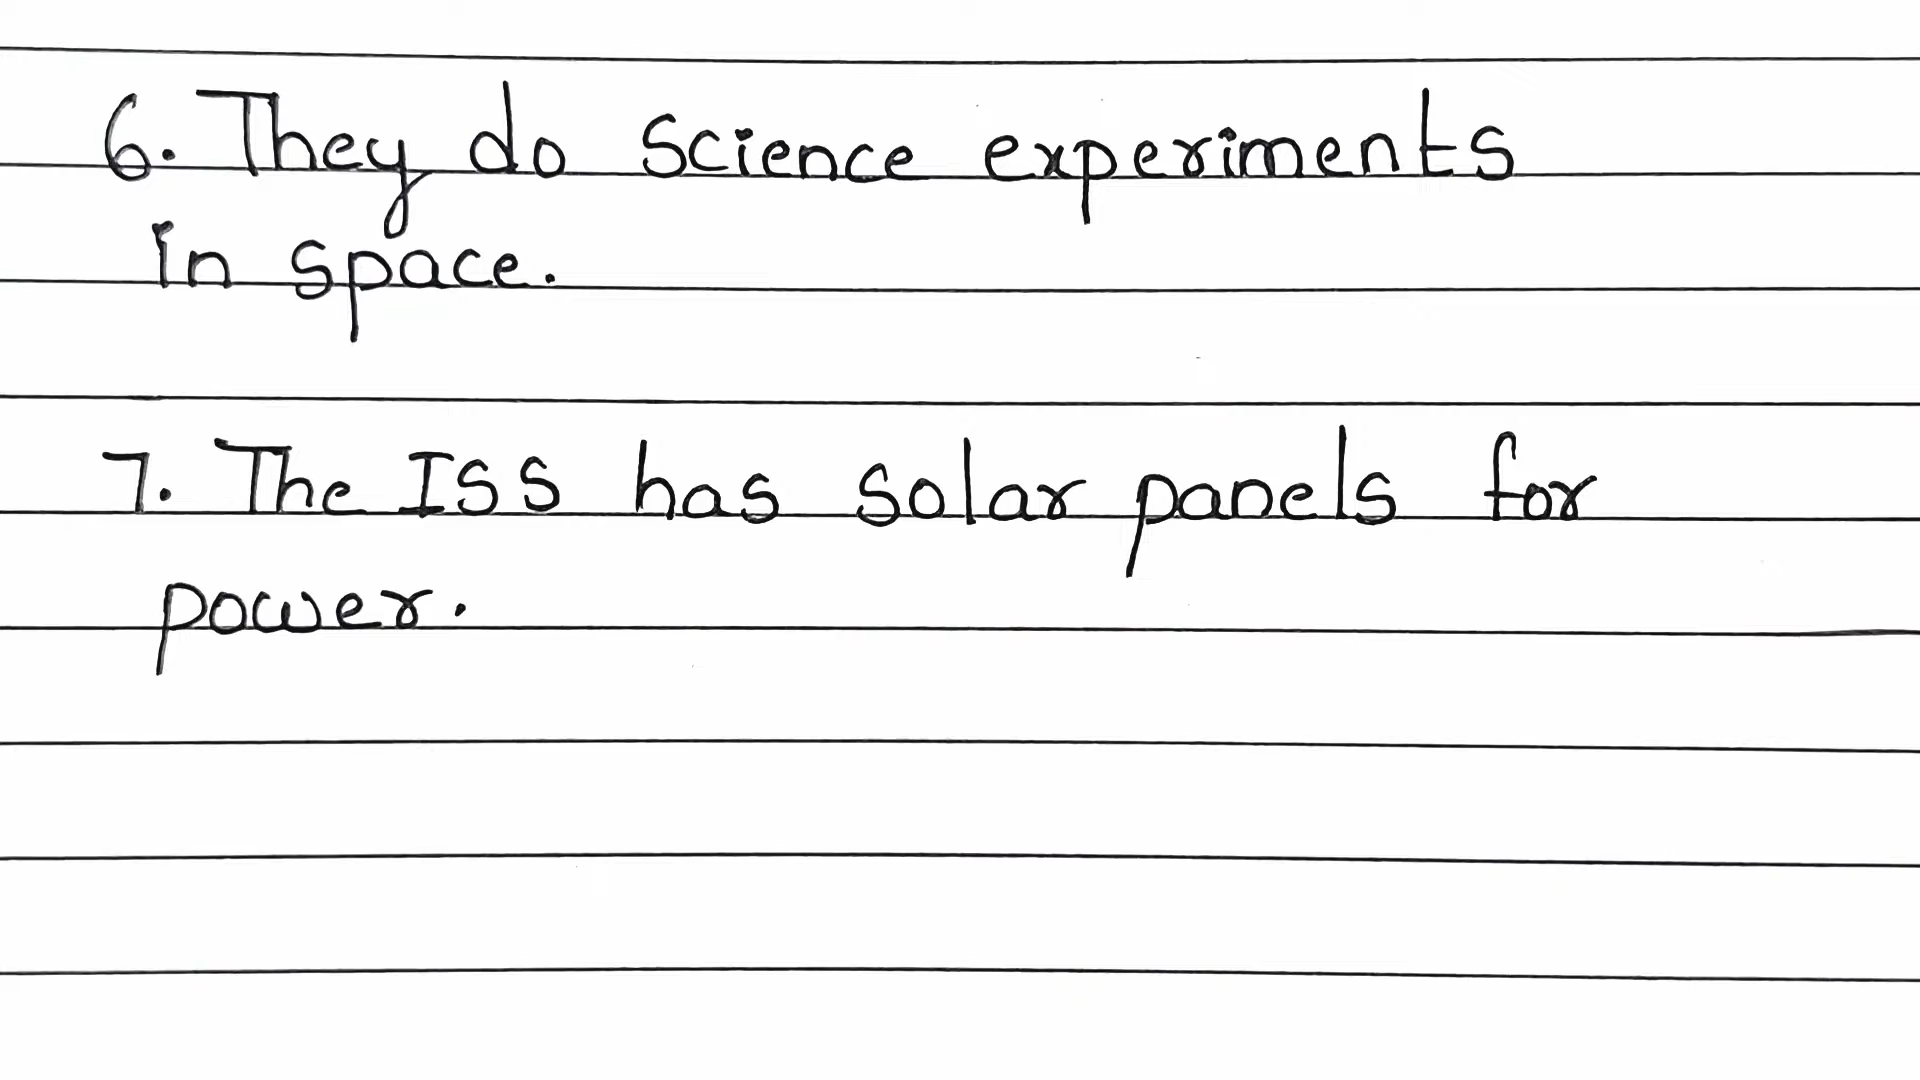 6. They do science experiments
in space.
7. The ISS has solar panels for
power.